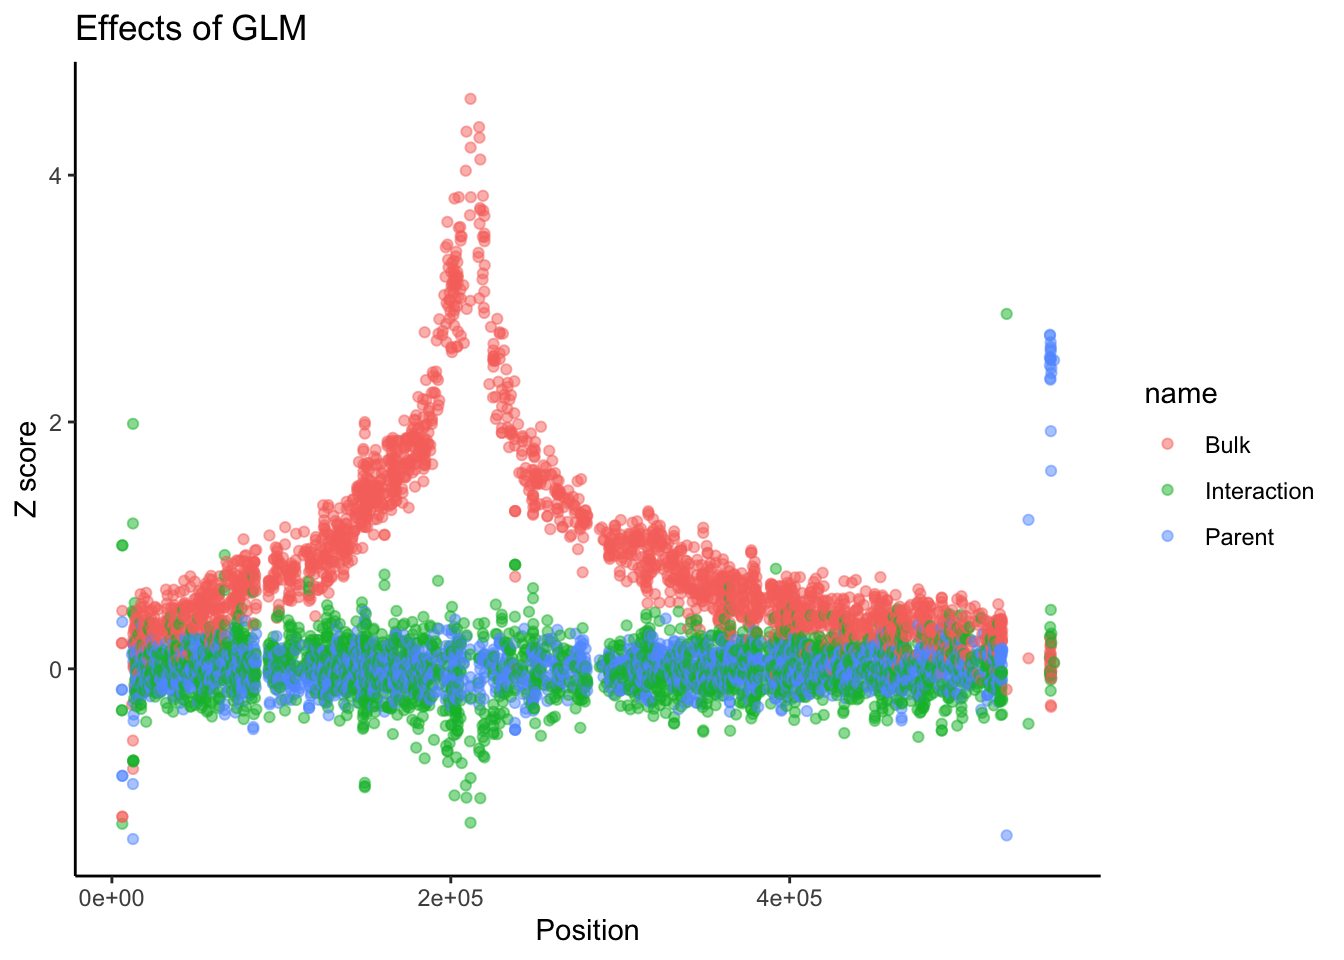 Effects of GLM
Z score
4
2
0
0e+00
2e+05
4e+05
Position
name
Bulk
Interaction
Parent